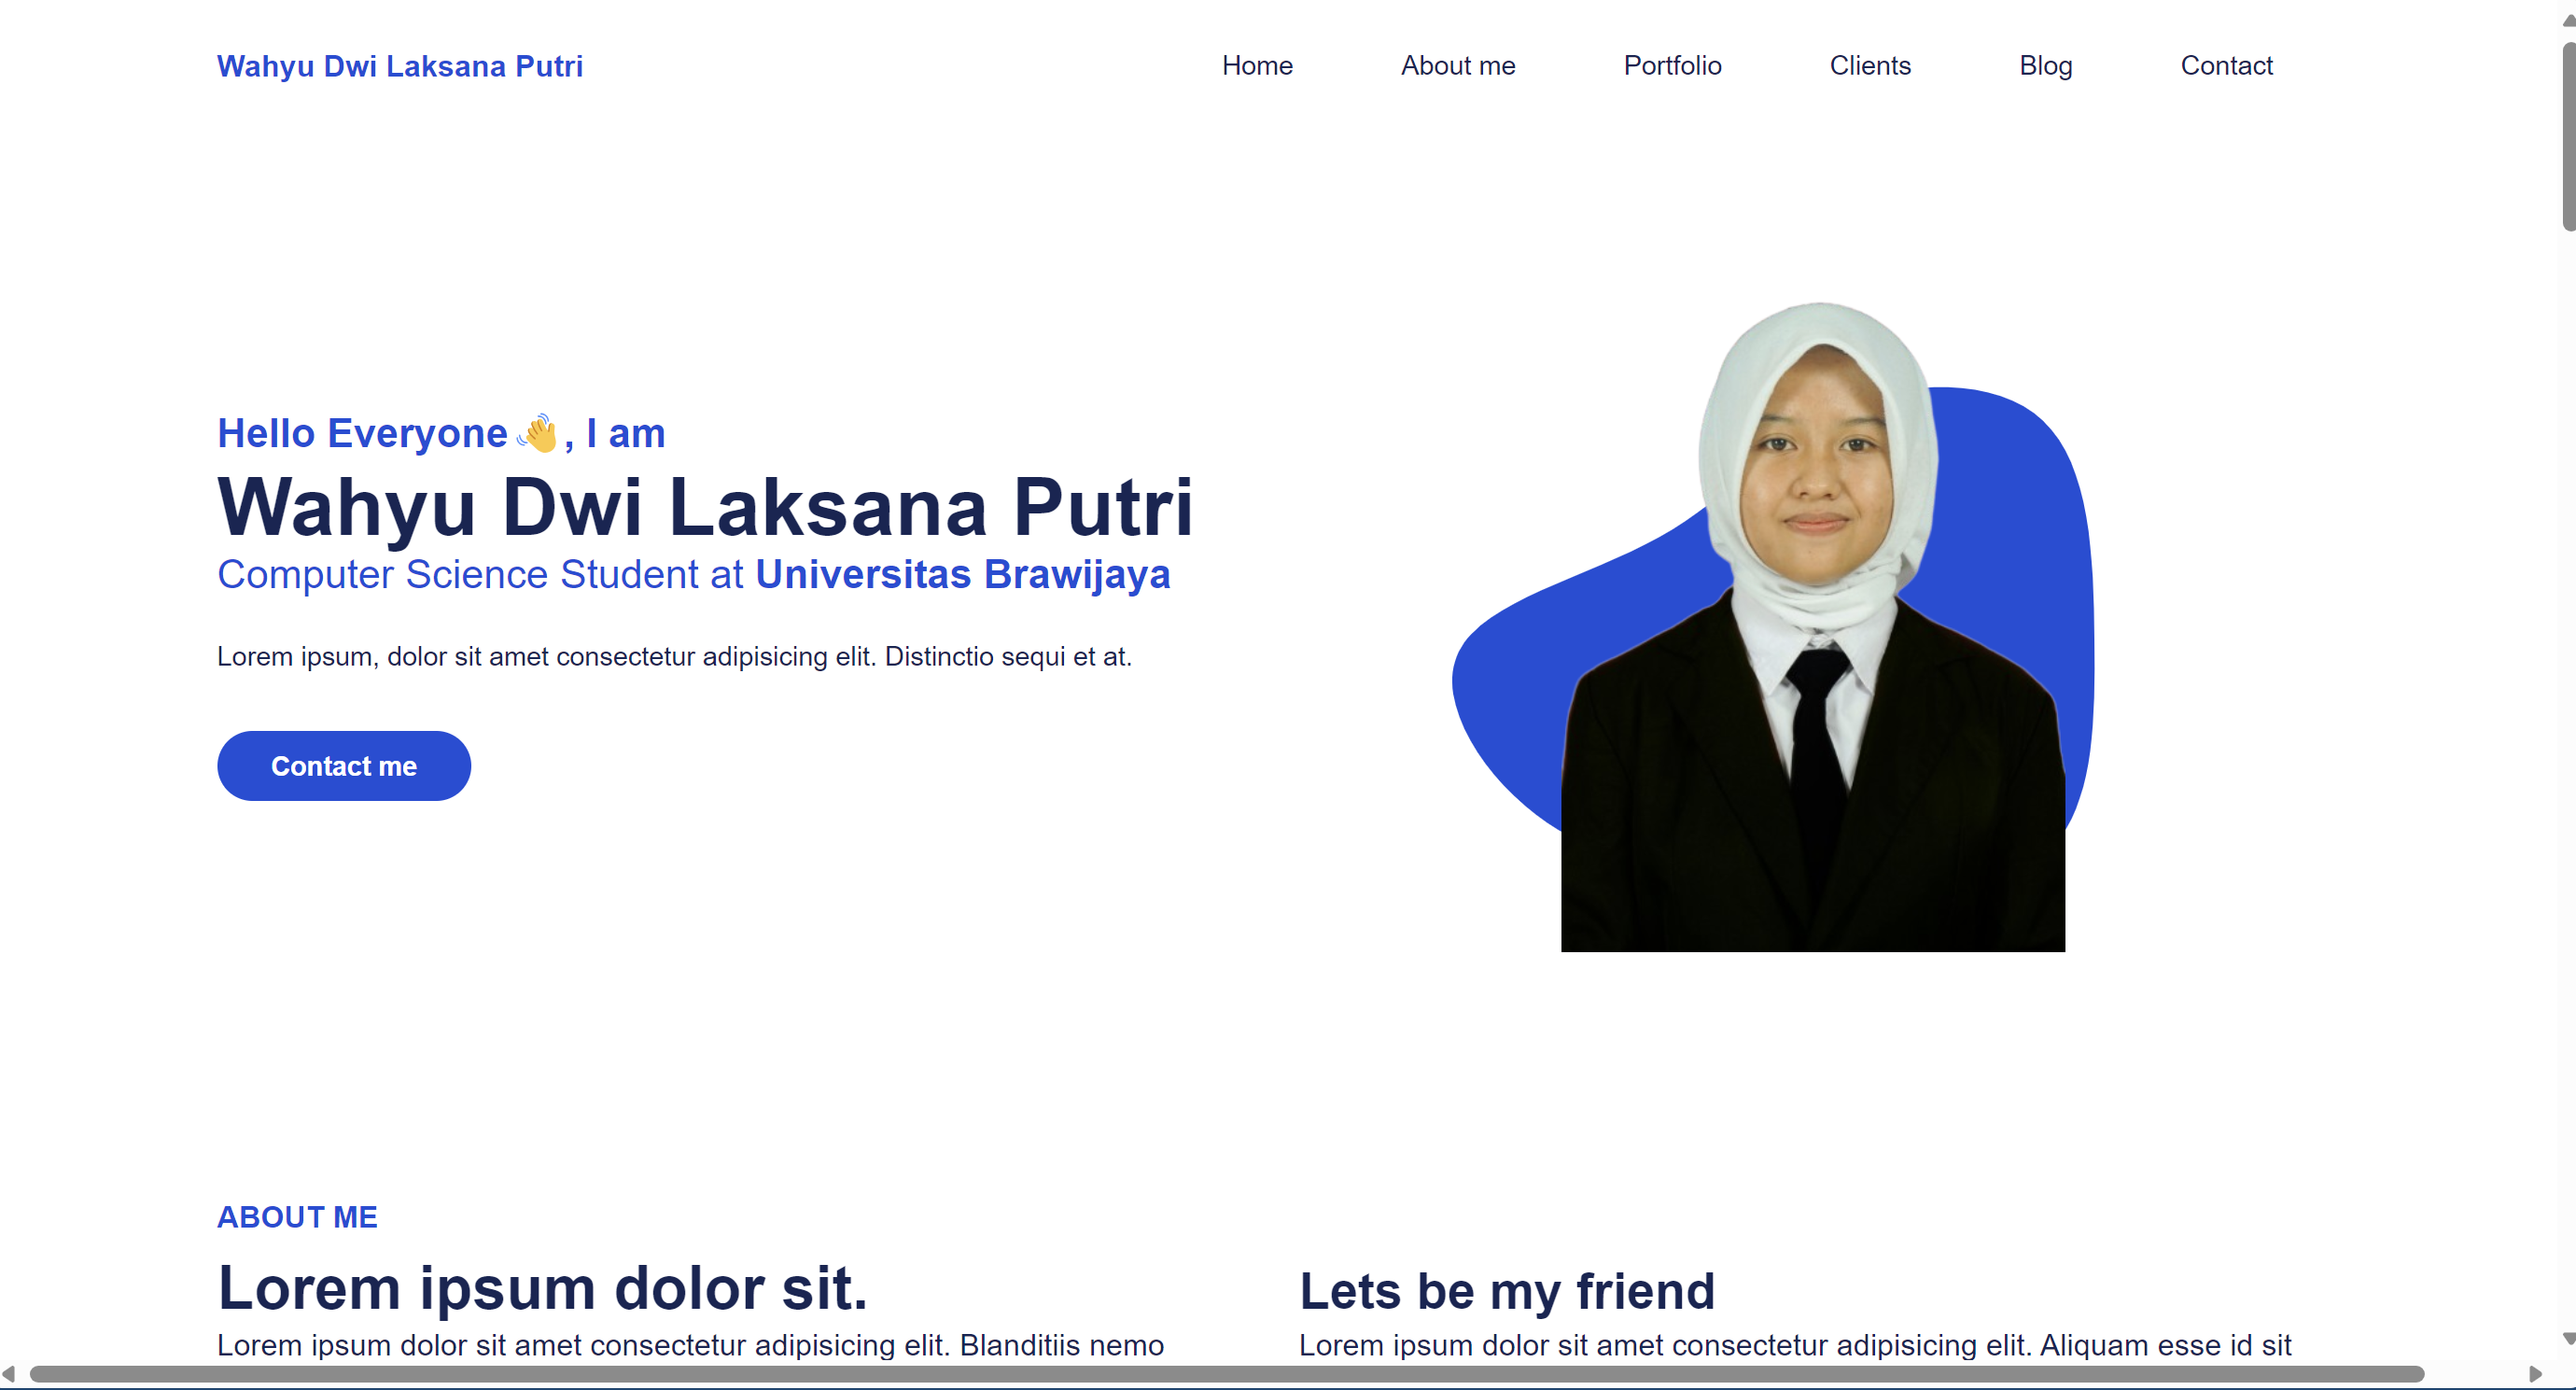 Wahyu Dwi Laksana Putri
Home About me Portfolio Clients Blog Contact
Hello Everyone 👋, I am
Wahyu Dwi Laksana Putri
Computer Science Student at Universitas Brawijaya
Lorem ipsum, dolor sit amet consectetur adipisicing elit. Distinctio sequi et at.
Contact me
ABOUT ME
Lorem ipsum dolor sit.
Lorem ipsum dolor sit amet consectetur adipisicing elit. Blanditiis nemo
Lets be my friend
Lorem ipsum dolor sit amet consectetur adipisicing elit. Aliquam esse id sit